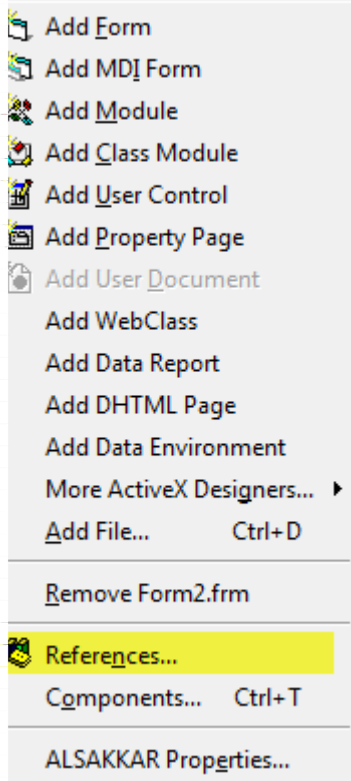 Add Form
Add MDI Form
Add Module
Add Class Module
Add User Control
Add Property Page
Add User Document
Add WebClass
Add Data Report
Add DHTML Page
Add Data Environment
More ActiveX Designers...
Add File... Ctrl+D
Remove Form2.frm
References...
Components... Ctrl+T
ALSAKKAR Properties...